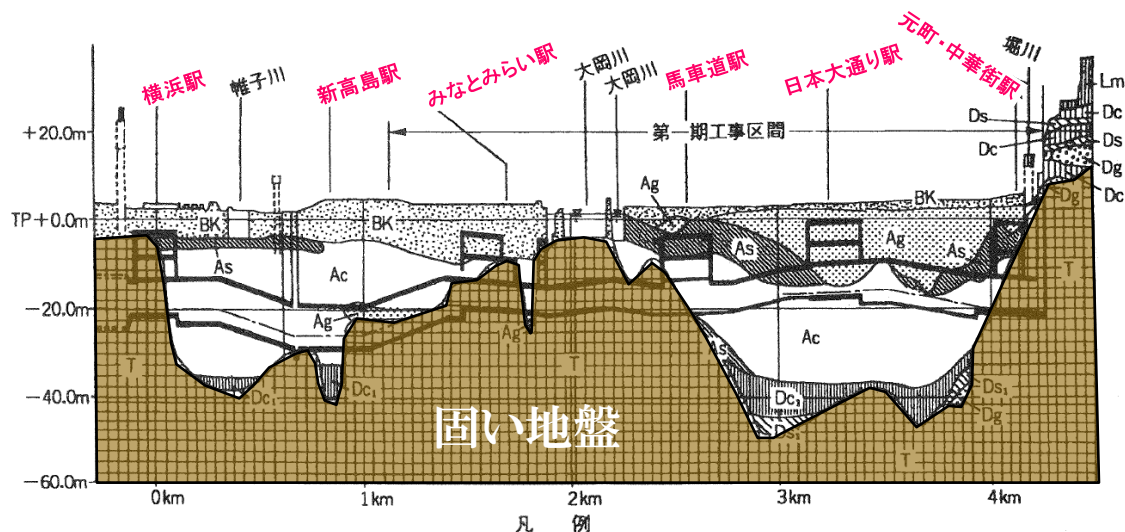 横浜駅
帷子川
新高島駅
みなとみらい駅
大岡川
大岡川
馬車道駅
日本大通り駅
元町・中華街駅
堀川
+20.0m
第一期工事区間
Lm
Ds
Dc
Dc
Ds
Dg
Dg
Dc
TP+0.0m
BK
BK
Ag
BK
As
Ac
As
Ag
As
T
-20.0m
Ag
Ag
Ac
As
T
T
Dc₁
Dc₁
Dc₁
Ds₁
Ds₁
Dg
-40.0m
固い地盤
T
-60.0m
0km
1km
2km
3km
4km
凡 例